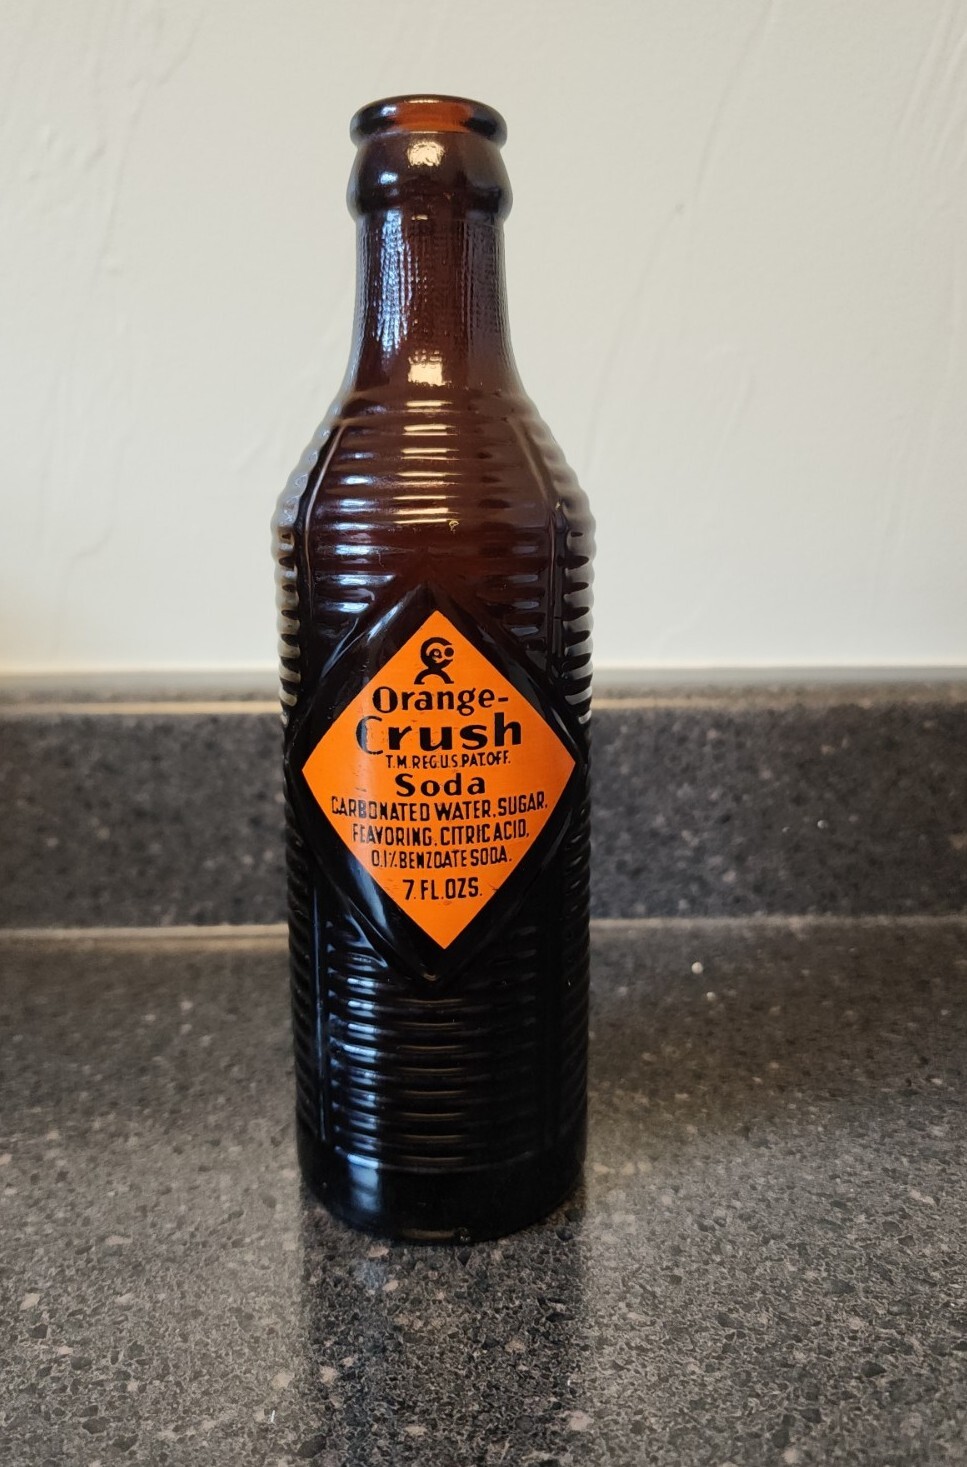 Orange-
Crush
T.M.REG.U.S.PAT.OFF.
Soda
CARBONATED WATER, SUGAR,
FLAVORING, CITRIC ACID,
0.1% BENZOATE SODA.
7 FL.OZS.